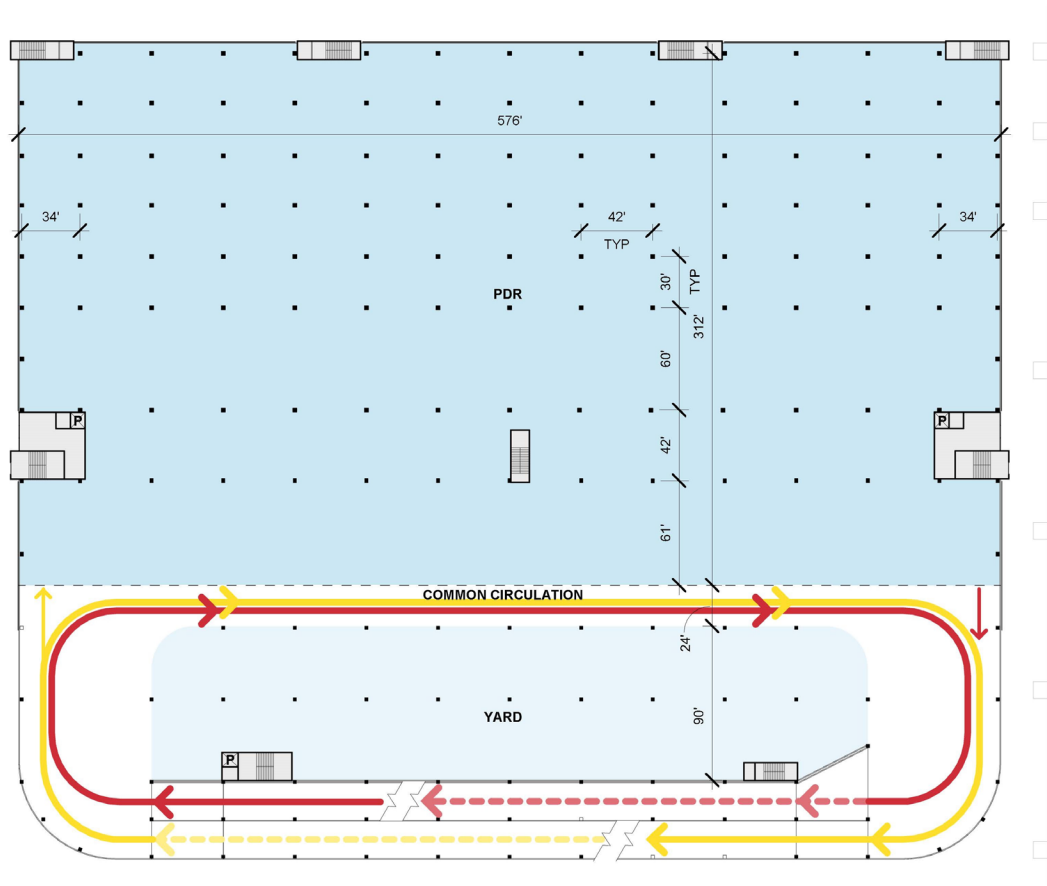 576'
34'
42'
TYP
34'
30'
TYP
PDR
312'
60'
P
P
42'
61'
COMMON CIRCULATION
24'
90'
YARD
P